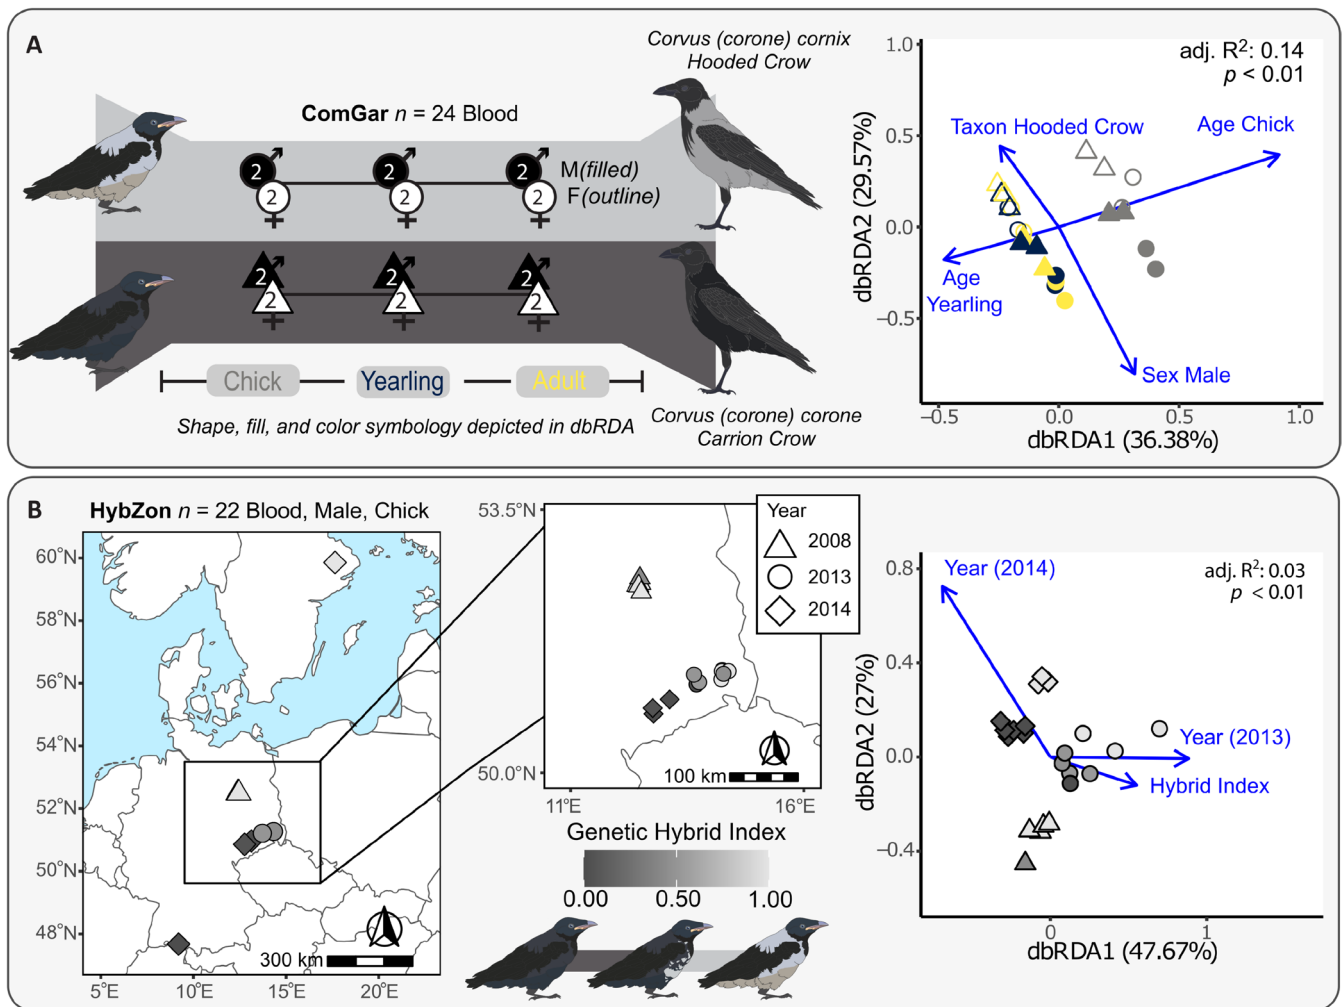 A
Corvus (corone) cornix
Hooded Crow
ComGar n = 24 Blood
2 2 2 M(filled)
2 2 2 F(outline)
2 2 2
2 2 2
Chick Yearling Adult
Shape, fill, and color symbology depicted in dbRDA
Corvus (corone) corone
Carrion Crow
adj. R²: 0.14
p < 0.01
Taxon Hooded Crow
Age Chick
Age
Yearling
Sex Male
1.0
0.5
0.0
−0.5
dbRDA2 (29.57%)
−0.5 0.0 0.5 1.0
dbRDA1 (36.38%)
B
HybZon n = 22 Blood, Male, Chick
60°N
58°N
56°N
54°N
52°N
50°N
48°N
300 km
5°E 10°E 15°E 20°E
53.5°N
50.0°N
100 km
11°E 16°E
Year
2008
2013
2014
Genetic Hybrid Index
0.00 0.50 1.00
adj. R²: 0.03
p < 0.01
Year (2014)
Year (2013)
Hybrid Index
0.8
0.4
0.0
−0.4
dbRDA2 (27%)
0 1
dbRDA1 (47.67%)